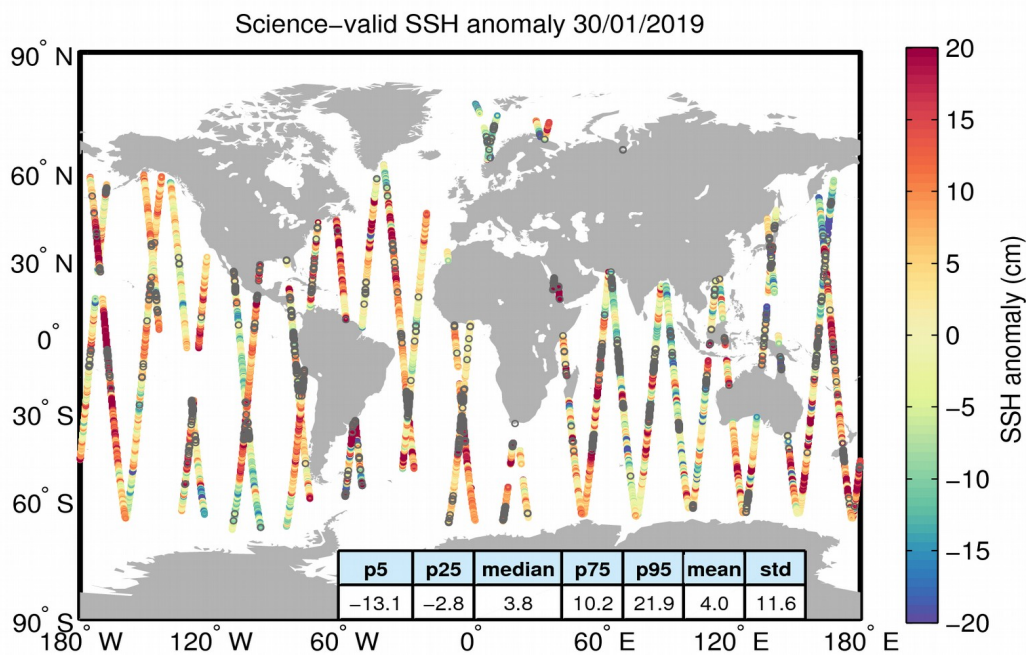 Science−valid SSH anomaly 30/01/2019
90° N
60° N
30° N
0°
30° S
60° S
90° S
180° W 120° W 60° W 0° 60° E 120° E 180° E
p5 p25 median p75 p95 mean std
−13.1 −2.8 3.8 10.2 21.9 4.0 11.6
20
15
10
5
0
−5
−10
−15
−20
SSH anomaly (cm)